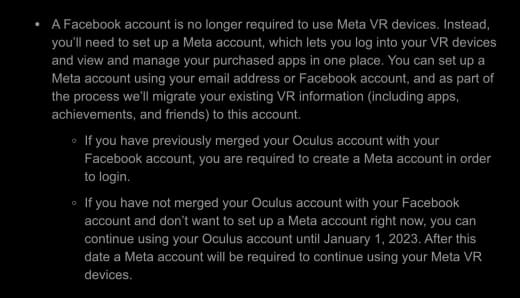 • A Facebook account is no longer required to use Meta VR devices. Instead,
you'll need to set up a Meta account, which lets you log into your VR devices
and view and manage your purchased apps in one place. You can set up a
Meta account using your email address or Facebook account, and as part of
the process we'll migrate your existing VR information (including apps,
achievements, and friends) to this account.
◦ If you have previously merged your Oculus account with your
Facebook account, you are required to create a Meta account in order
to login.
◦ If you have not merged your Oculus account with your Facebook
account and don't want to set up a Meta account right now, you can
continue using your Oculus account until January 1, 2023. After this
date a Meta account will be required to continue using your Meta VR
devices.